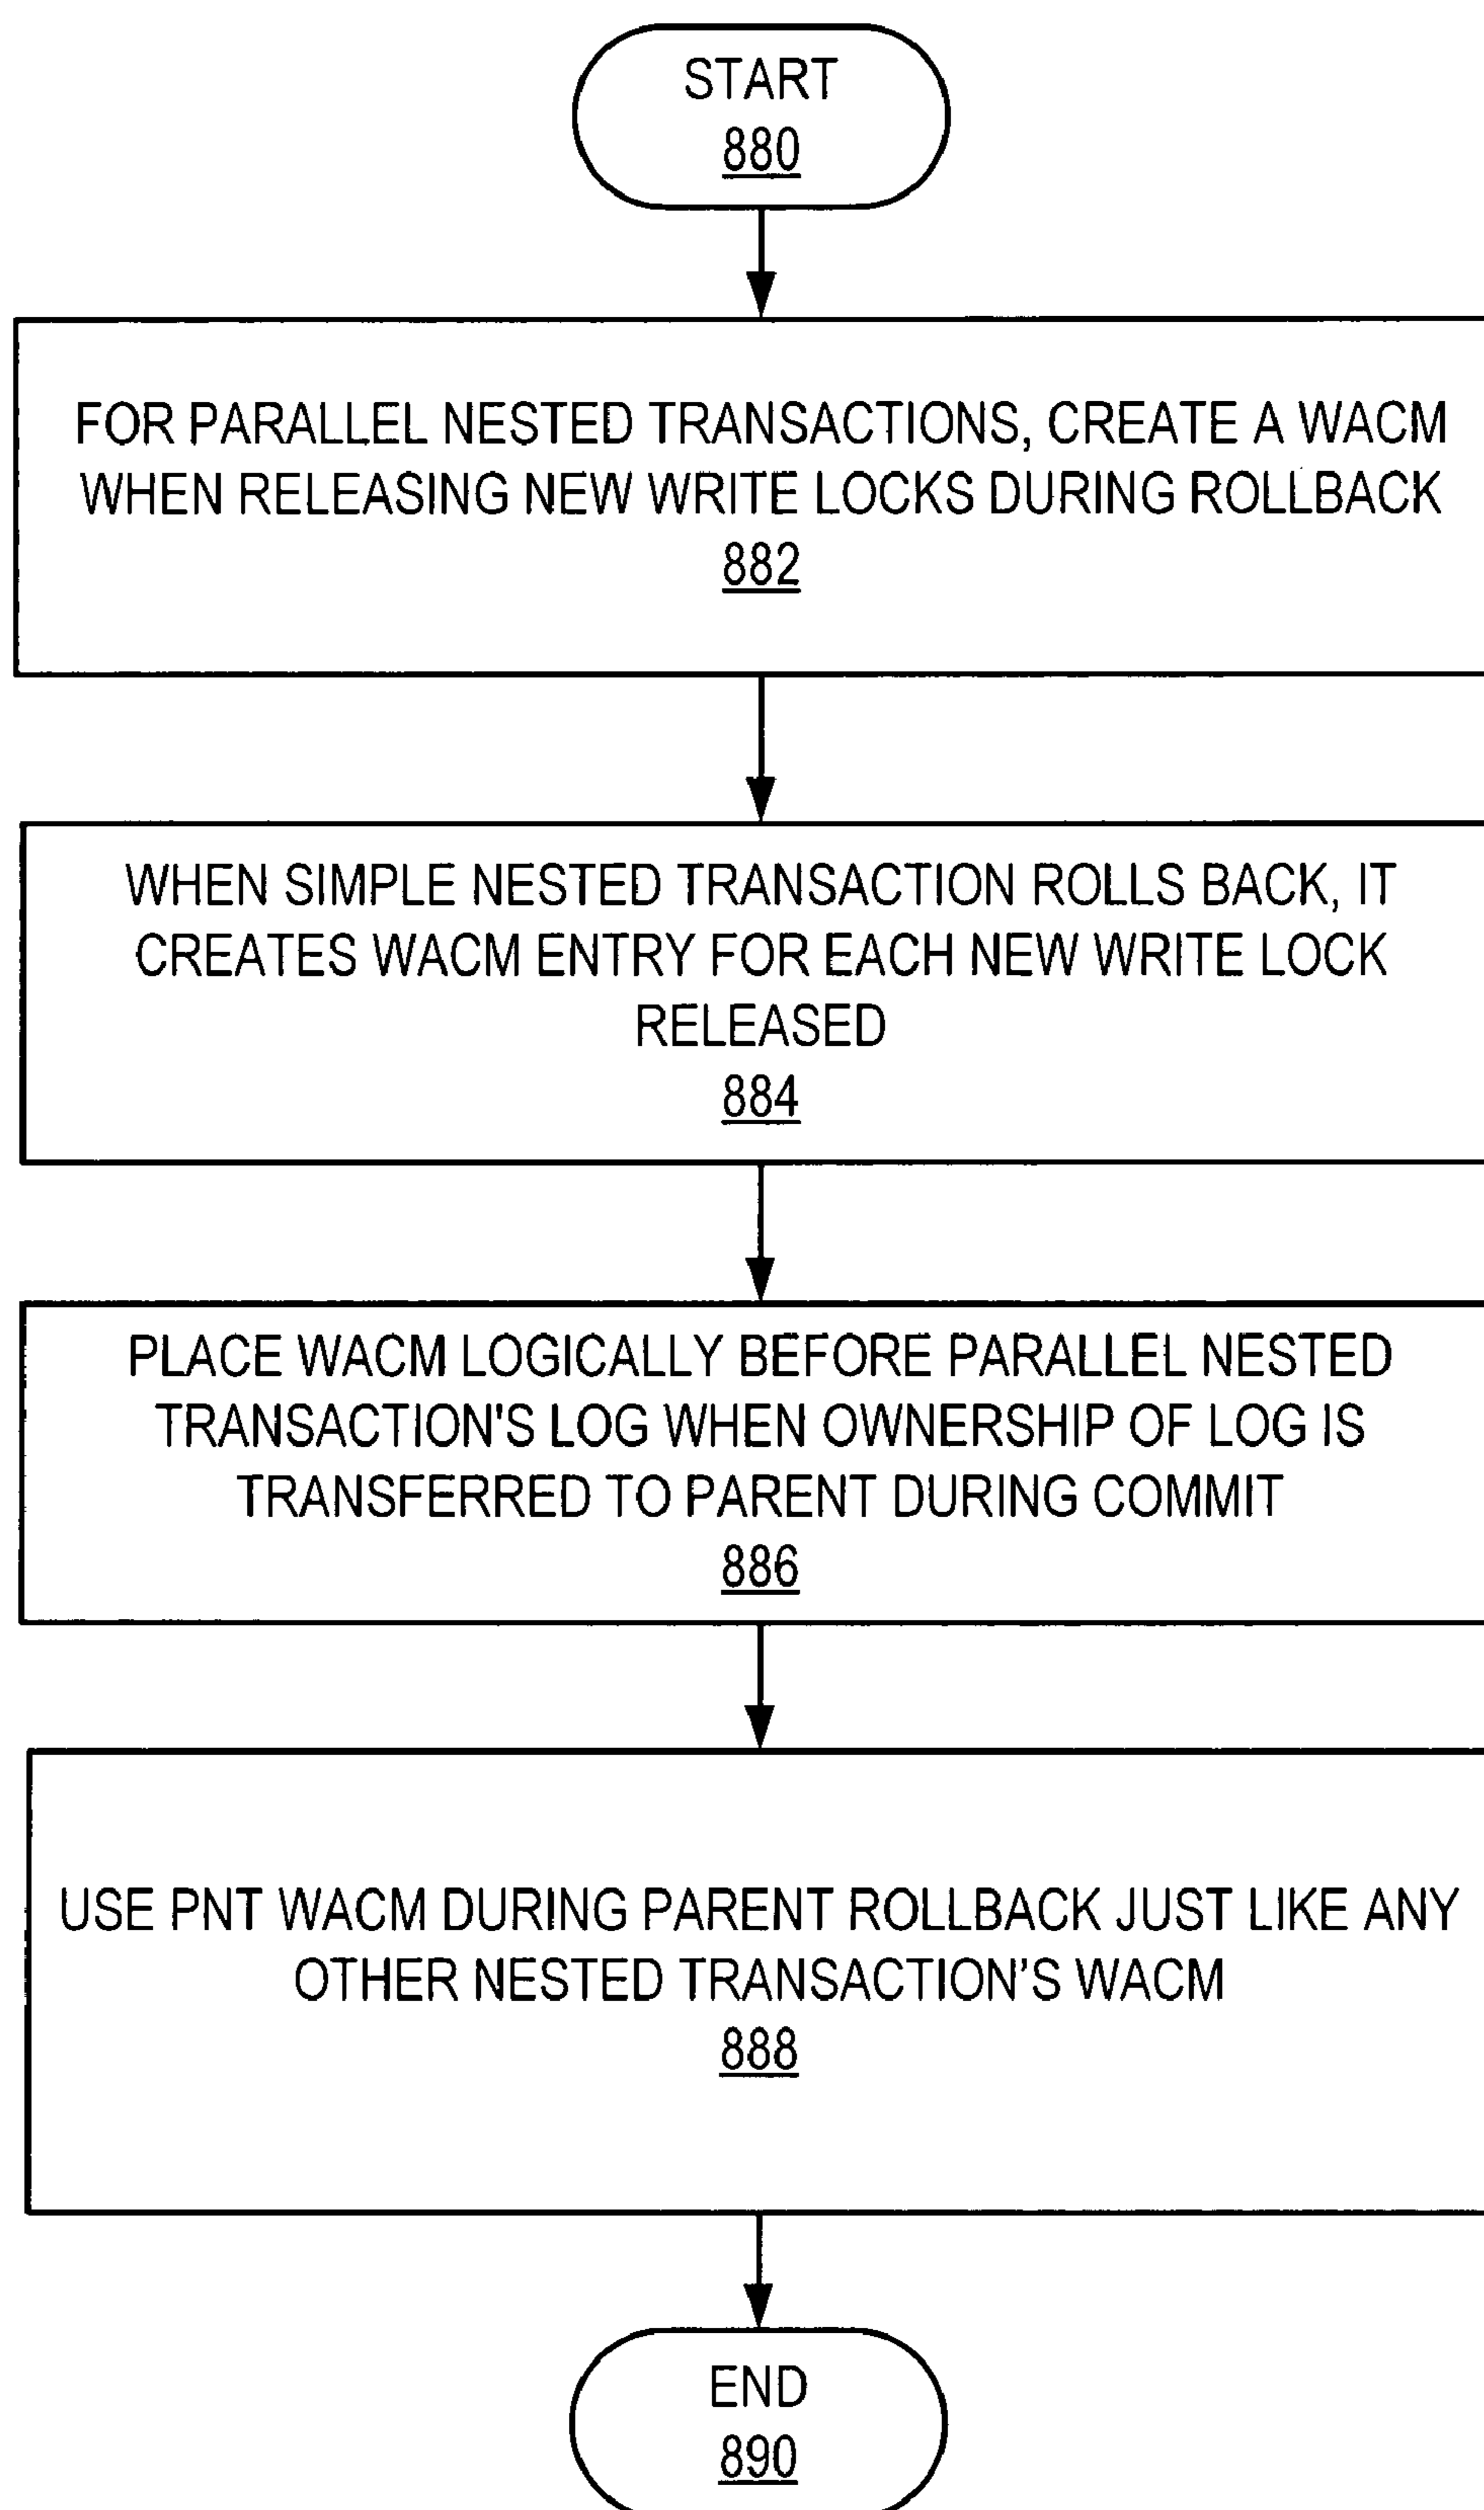 START
880
FOR PARALLEL NESTED TRANSACTIONS, CREATE A WACM
WHEN RELEASING NEW WRITE LOCKS DURING ROLLBACK
882
WHEN SIMPLE NESTED TRANSACTION ROLLS BACK, IT
CREATES WACM ENTRY FOR EACH NEW WRITE LOCK
RELEASED
884
PLACE WACM LOGICALLY BEFORE PARALLEL NESTED
TRANSACTION'S LOG WHEN OWNERSHIP OF LOG IS
TRANSFERRED TO PARENT DURING COMMIT
886
USE PNT WACM DURING PARENT ROLLBACK JUST LIKE ANY
OTHER NESTED TRANSACTION’S WACM
888
END
890